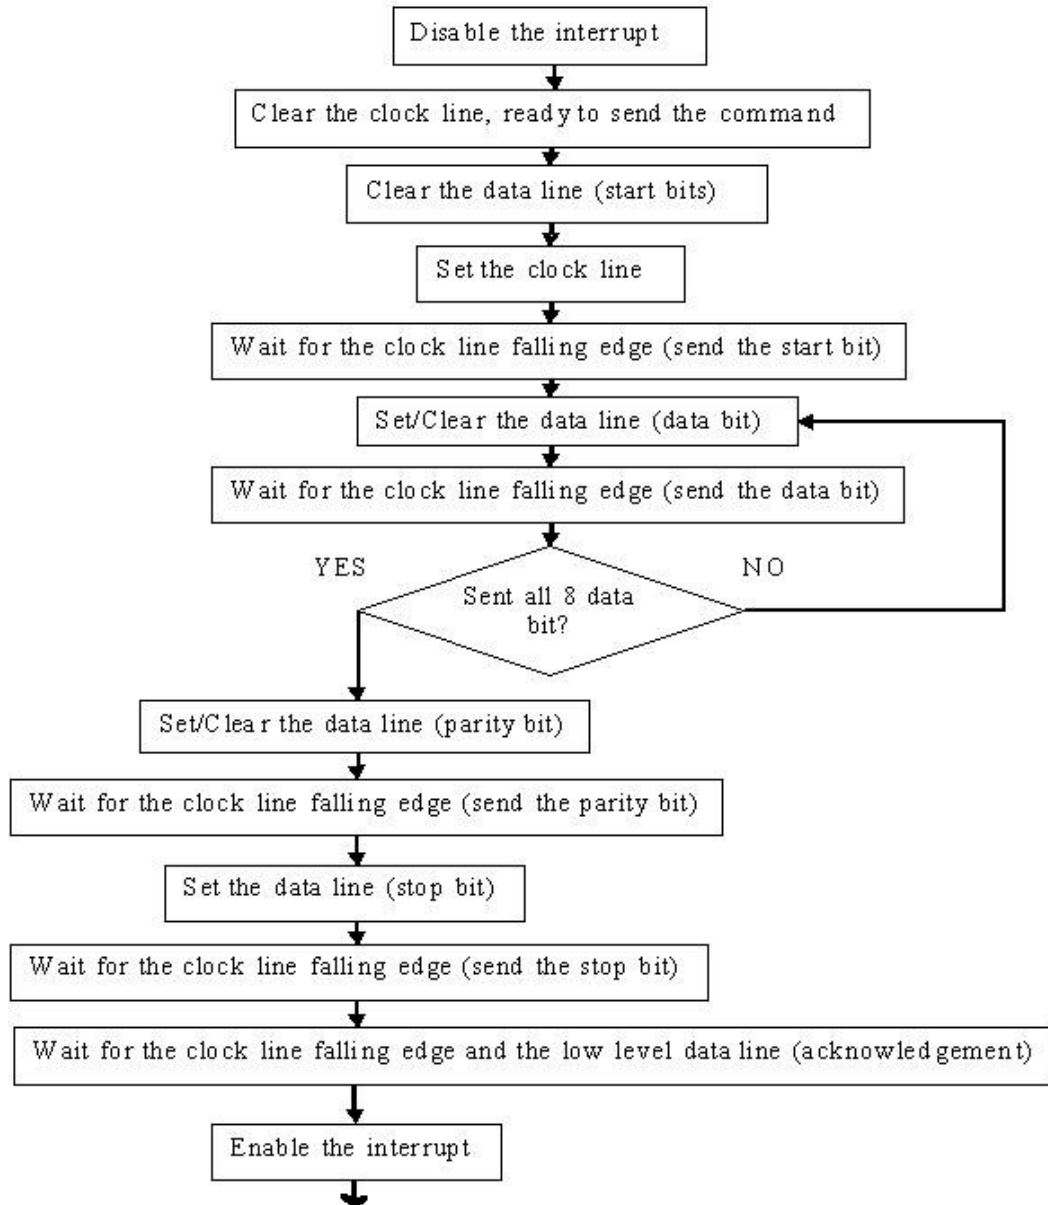 Disable the interrupt
Clear the clock line, ready to send the command
Clear the data line (start bits)
Set the clock line
Wait for the clock line falling edge (send the start bit)
Set/Clear the data line (data bit)
Wait for the clock line falling edge (send the data bit)
YES
NO
Sent all 8 data
bit?
Set/Clear the data line (parity bit)
Wait for the clock line falling edge (send the parity bit)
Set the data line (stop bit)
Wait for the clock line falling edge (send the stop bit)
Wait for the clock line falling edge and the low level data line (acknowledgement)
Enable the interrupt